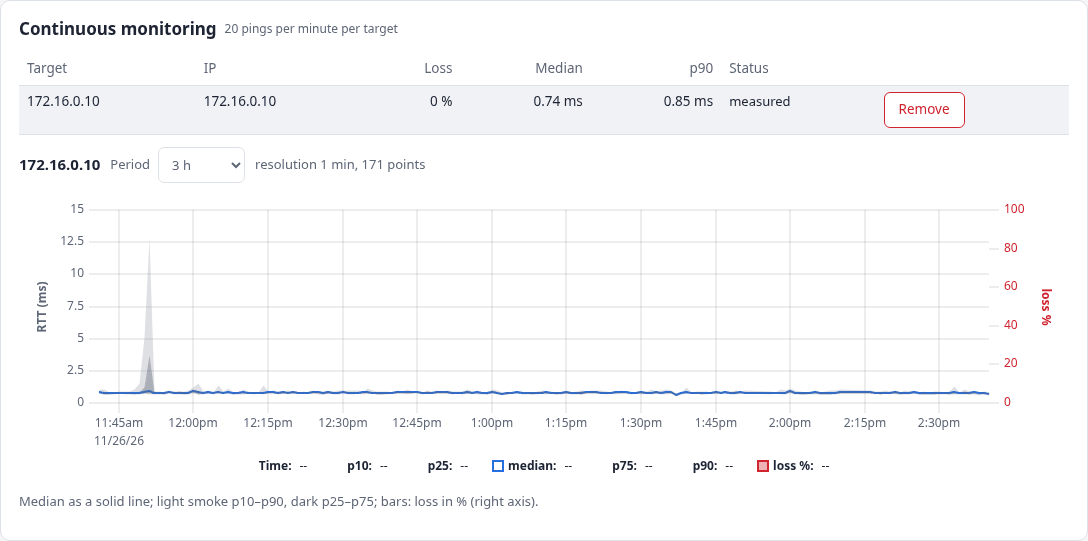 Continuous monitoring 20 pings per minute per target
Target IP Loss Median p90 Status
172.16.0.10 172.16.0.10 0 % 0.74 ms 0.85 ms measured Remove
172.16.0.10 Period 3 h resolution 1 min, 171 points
15 100
12.5 80
10 60
7.5 40
5 20
2.5 0
0
RTT (ms)
loss %
11:45am 12:00pm 12:15pm 12:30pm 12:45pm 1:00pm 1:15pm 1:30pm 1:45pm 2:00pm 2:15pm 2:30pm
11/26/26
Time: -- p10: -- p25: -- median: -- p75: -- p90: -- loss %: --
Median as a solid line; light smoke p10–p90, dark p25–p75; bars: loss in % (right axis).